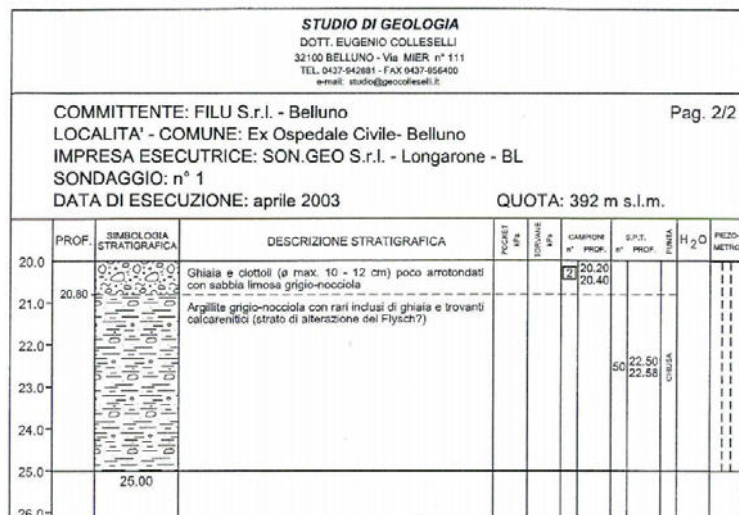 STUDIO DI GEOLOGIA
DOTT. EUGENIO COLLESELLI
32100 BELLUNO - Via MIER n° 111
TEL. 0437-942681 - FAX 0437-956400
e-mail: studio@geocolleselli.it
COMMITTENTE: FILU S.r.l. - Belluno Pag. 2/2
LOCALITA' - COMUNE: Ex Ospedale Civile- Belluno
IMPRESA ESECUTRICE: SON.GEO S.r.l. - Longarone - BL
SONDAGGIO: n° 1
DATA DI ESECUZIONE: aprile 2003 QUOTA: 392 m s.l.m.
PROF. SIMBOLOGIA STRATIGRAFICA DESCRIZIONE STRATIGRAFICA POCKET kPa TORVANE kPa CAMPIONI n° PROF. S.P.T. n° PROF. PUNTA H2O PIEZO-METRO
20.0
Ghiaia e ciottoli (ø max. 10 - 12 cm) poco arrotondati 2 20.20
con sabbia limosa grigio-nocciola 20.40
20.80
21.0
Argillite grigio-nocciola con rari inclusi di ghiaia e trovanti
calcarenitici (strato di alterazione del Flysch?)
22.0
50 22.50 CHIUSA
22.58
23.0
24.0
25.0
25.00
26.0